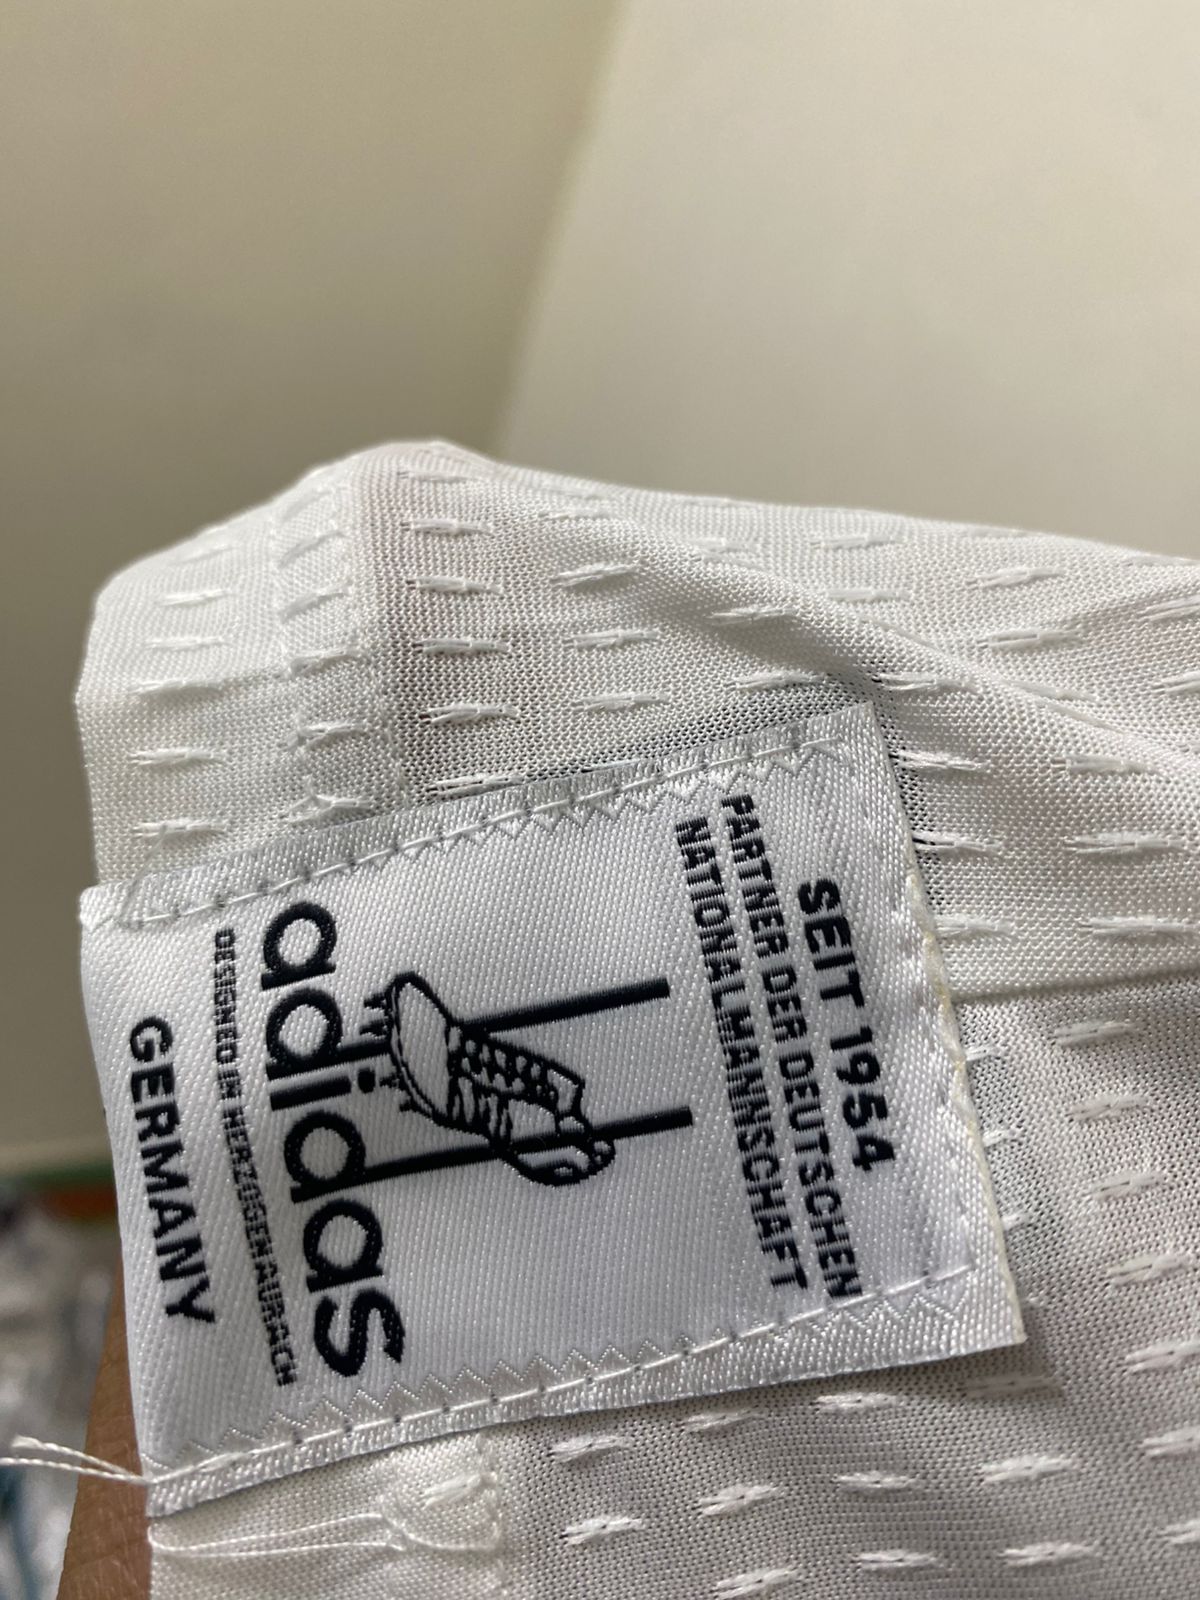 SEIT 1954
PARTNER DER DEUTSCHEN
NATIONALMANNSCHAFT
adidas
DESIGNED IN HERZOGENAURACH
GERMANY